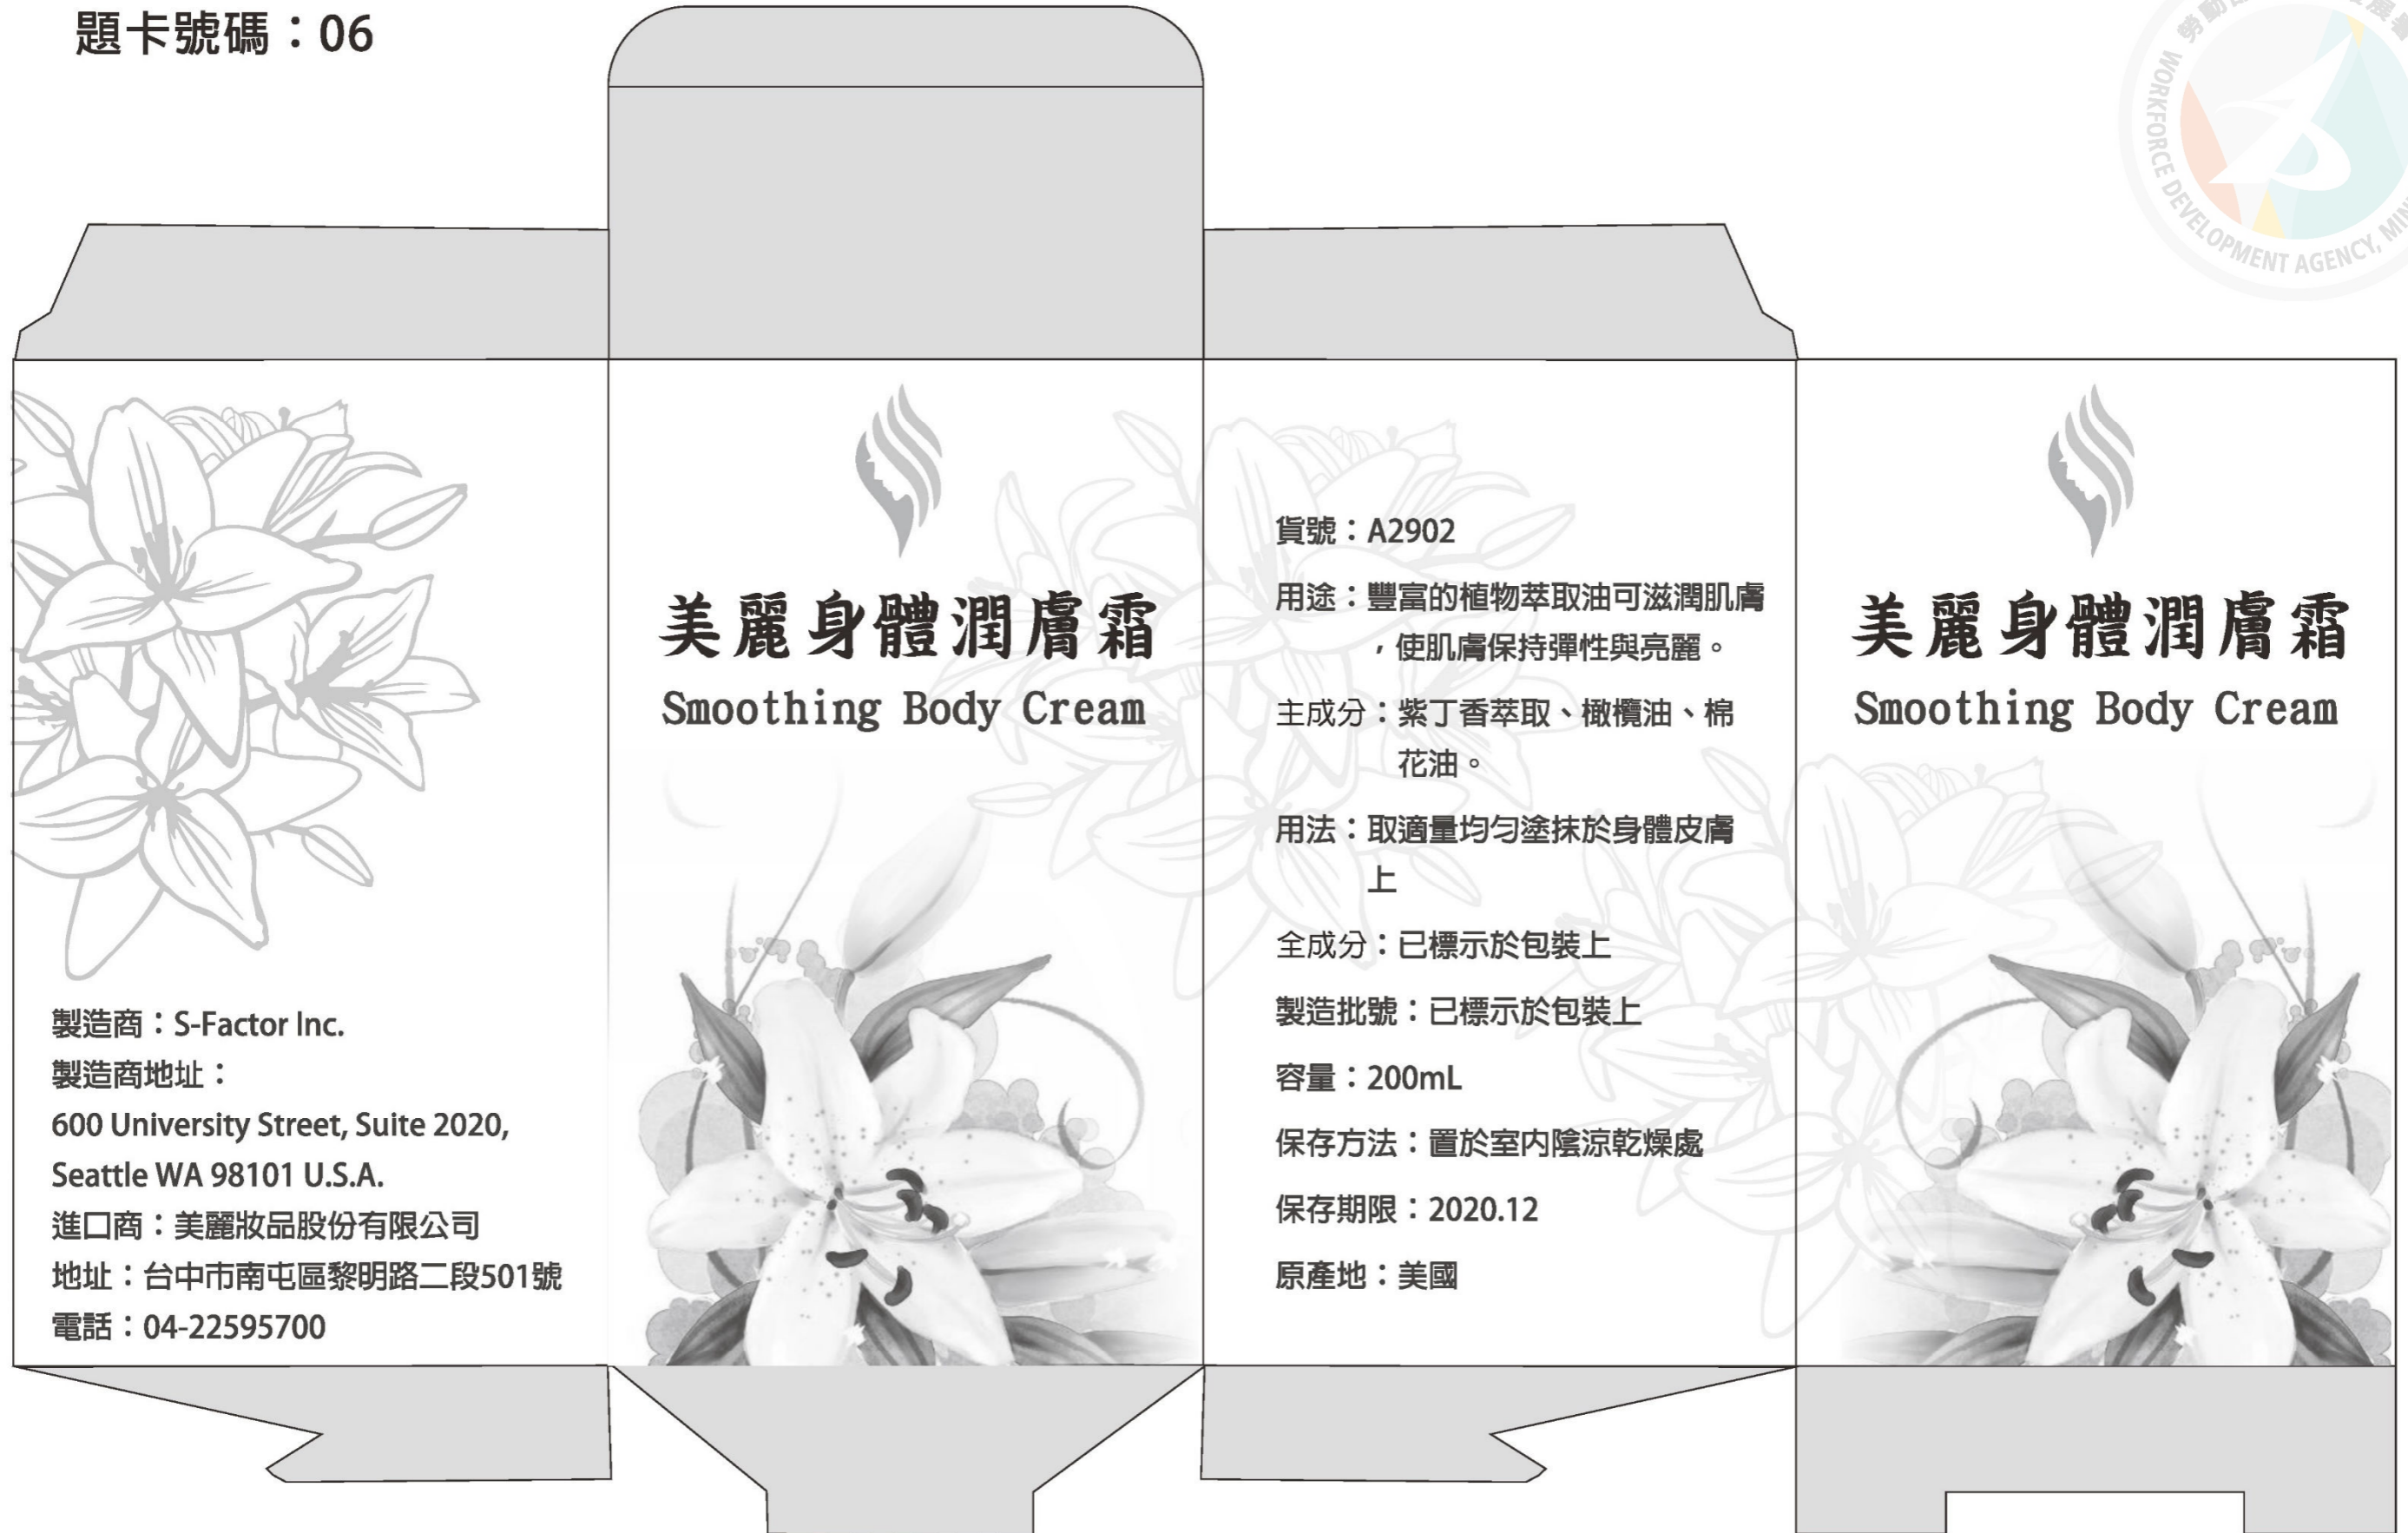 題卡號碼：06
WORKFORCE DEVELOPMENT AGENCY,
製造商：S-Factor Inc.
製造商地址：
600 University Street, Suite 2020,
Seattle WA 98101 U.S.A.
進口商：美麗妝品股份有限公司
地址：台中市南屯區黎明路二段501號
電話：04-22595700
美麗身體潤膚霜
Smoothing Body Cream
貨號：A2902
用途：豐富的植物萃取油可滋潤肌膚
，使肌膚保持彈性與亮麗。
主成分：紫丁香萃取、橄欖油、棉
花油。
用法：取適量均勻塗抹於身體皮膚
上
全成分：已標示於包裝上
製造批號：已標示於包裝上
容量：200mL
保存方法：置於室內陰涼乾燥處
保存期限：2020.12
原產地：美國
美麗身體潤膚霜
Smoothing Body Cream